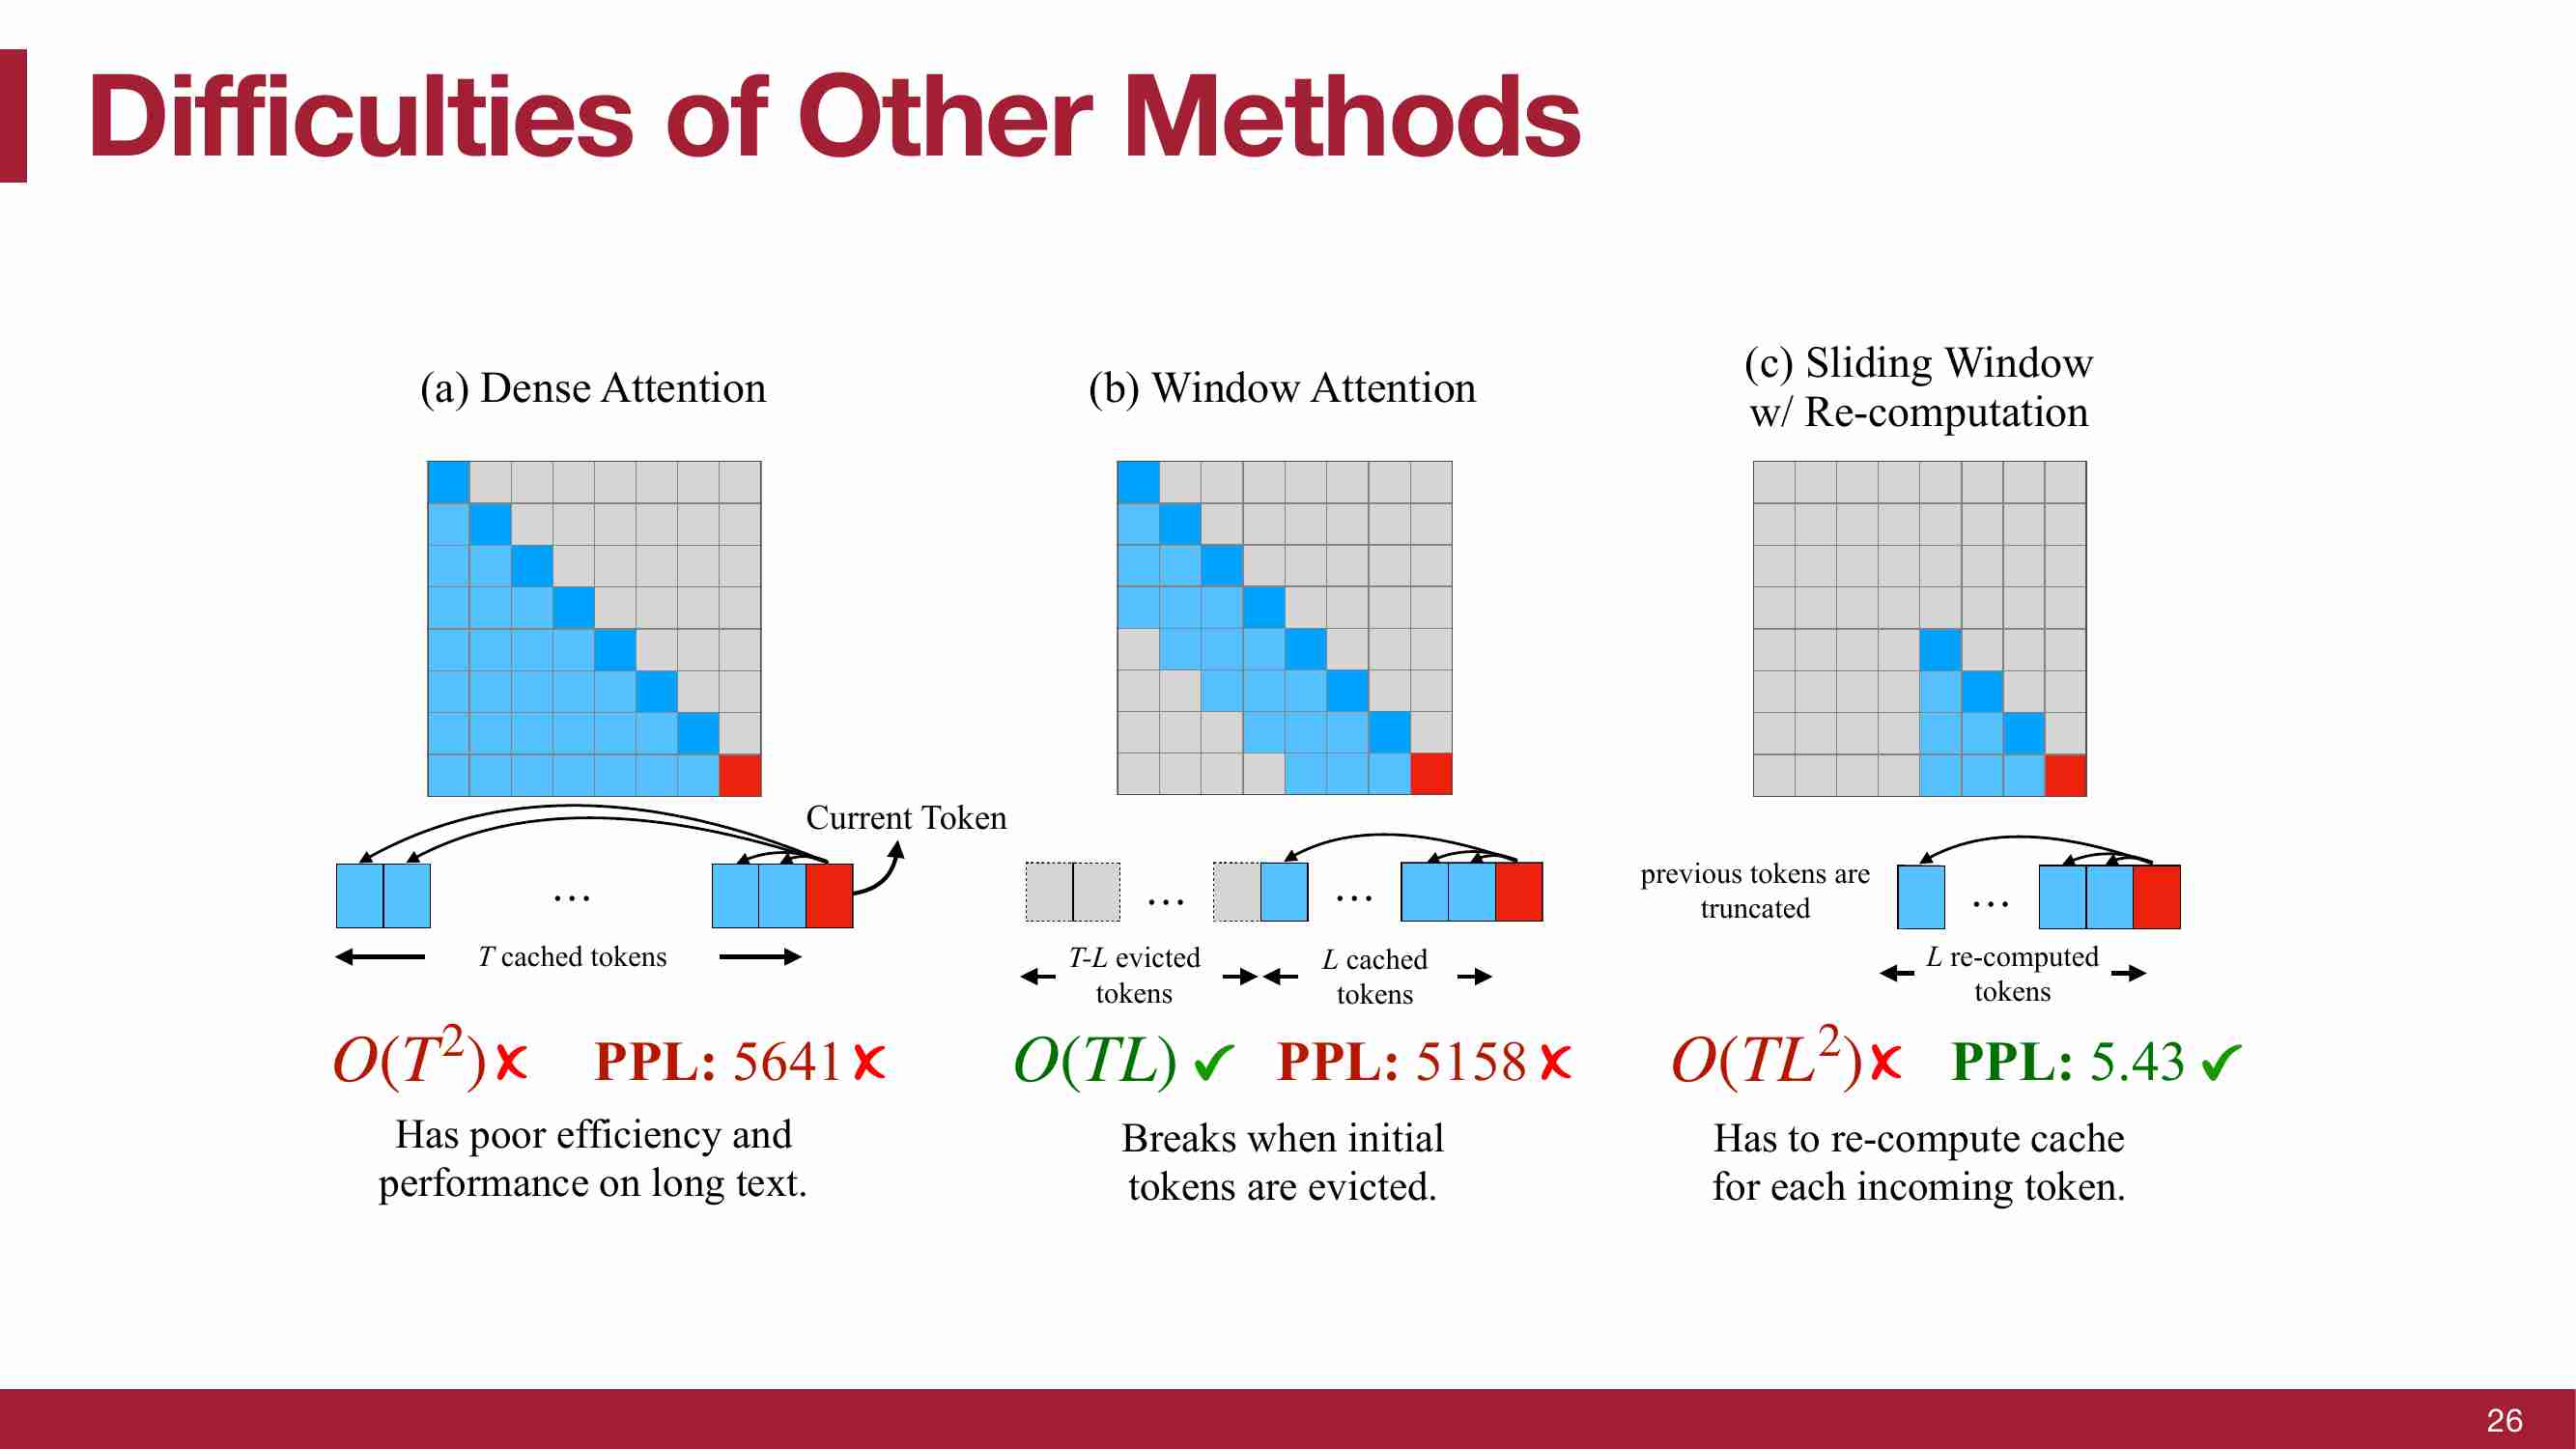 Difficulties of Other Methods
(a) Dense Attention
Current Token
...
T cached tokens
O(T²)✘ PPL: 5641✘
Has poor efficiency and
performance on long text.
(b) Window Attention
... ...
T-L evicted
tokens
L cached
tokens
O(TL) ✓ PPL: 5158 ✘
Breaks when initial
tokens are evicted.
(c) Sliding Window
w/ Re-computation
previous tokens are
truncated
...
L re-computed
tokens
O(TL²)✘ PPL: 5.43 ✓
Has to re-compute cache
for each incoming token.
26